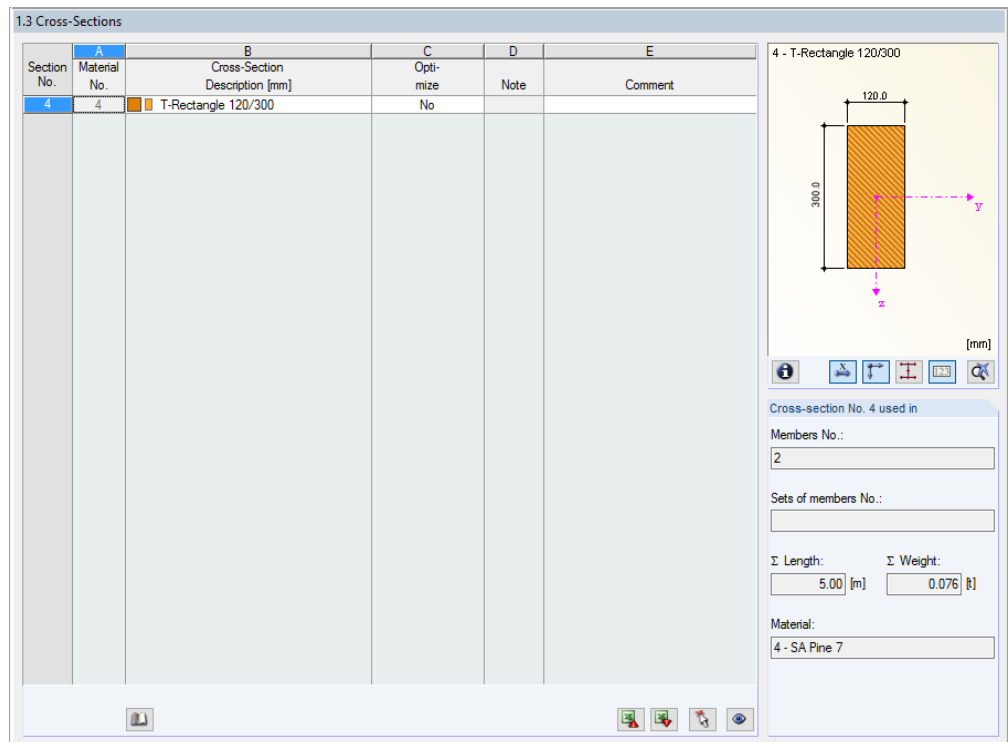 1.3 Cross-Sections
A B C D E
Section Material Cross-Section Opti-
No. No. Description [mm] mize Note Comment
4 4 T-Rectangle 120/300 No
4 - T-Rectangle 120/300
120.0
300.0
y
z
[mm]
X
123
Cross-section No. 4 used in
Members No.:
2
Sets of members No.:
Σ Length: Σ Weight:
5.00 [m] 0.076 [t]
Material:
4 - SA Pine 7